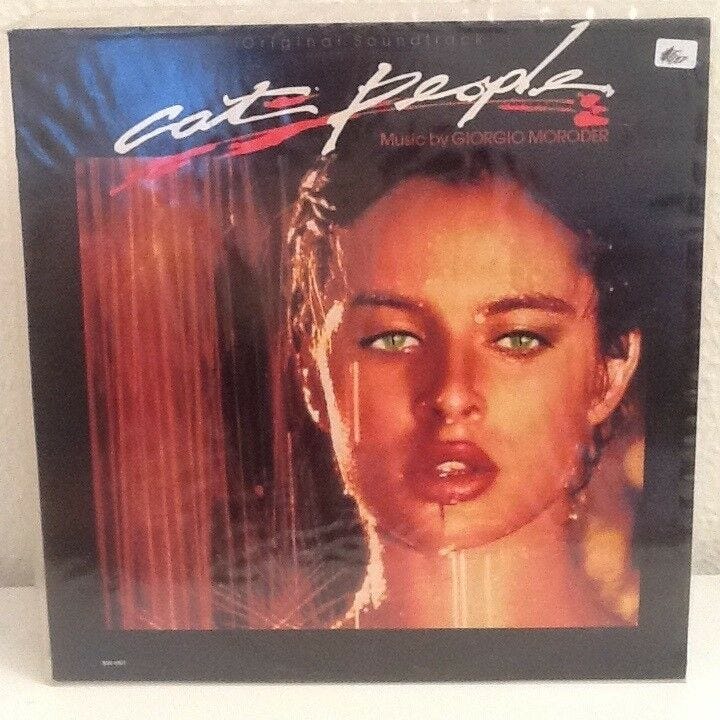 Original Soundtrack
cat people
Music by GIORGIO MORODER